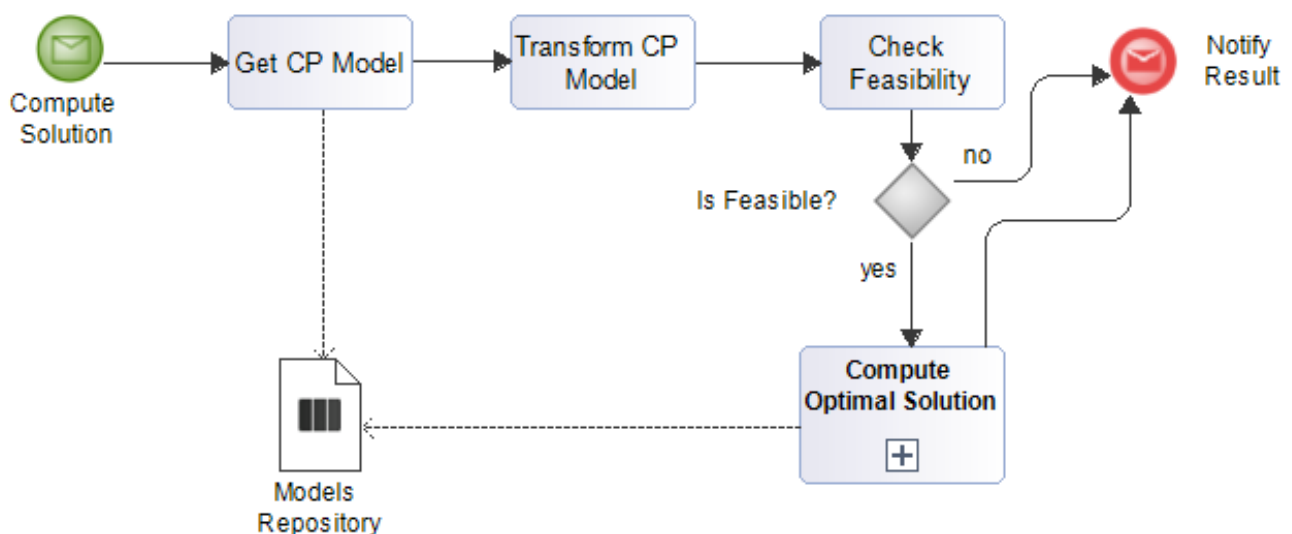 Compute
Solution
Get CP Model
Transform CP
Model
Check
Feasibility
Notify
Result
no
Is Feasible?
yes
Compute
Optimal Solution
Models
Repository